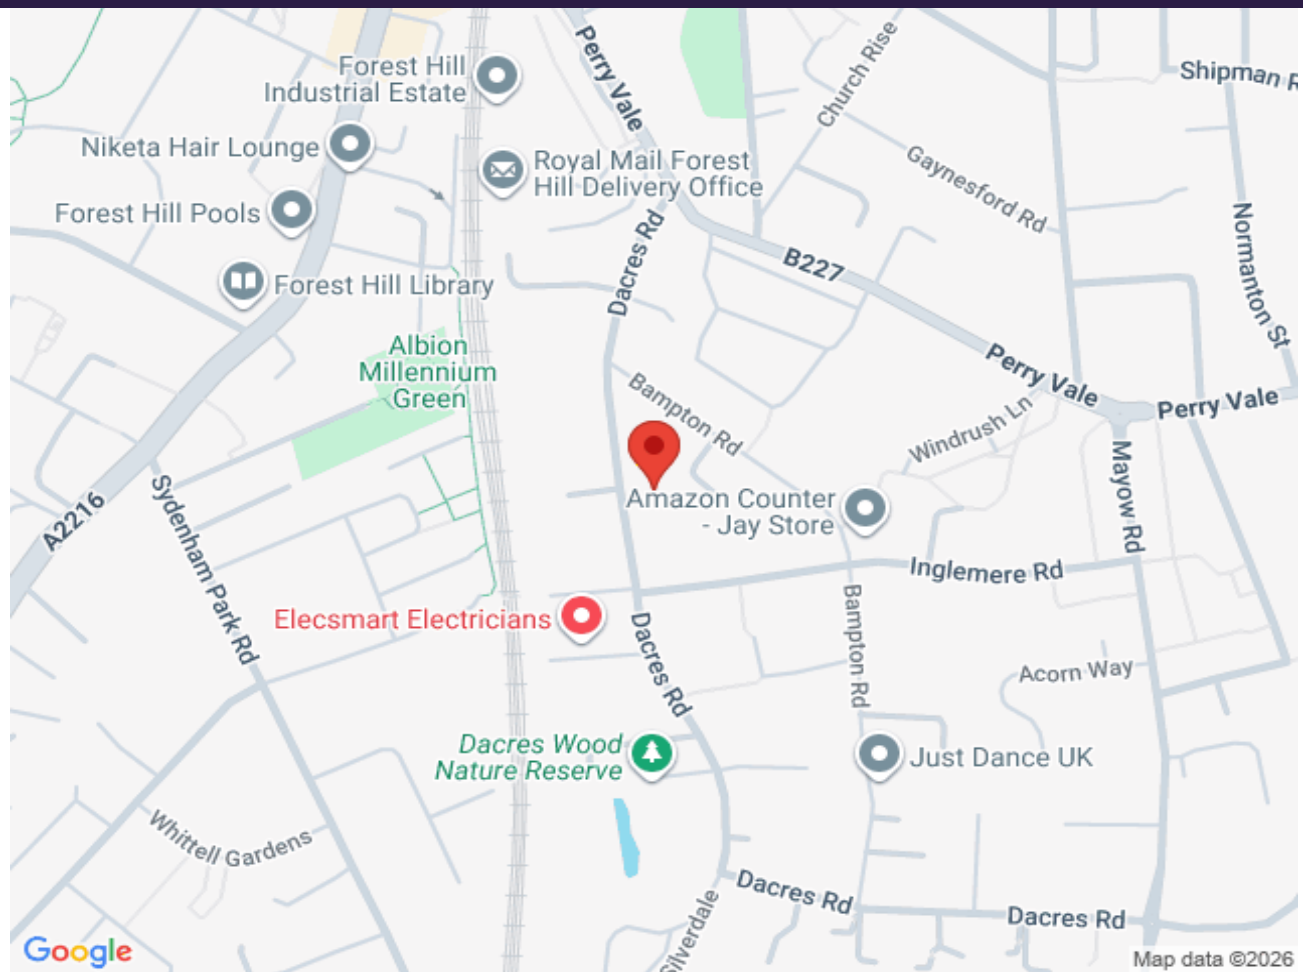 Perry Vale
Church Rise
Shipman R
Forest Hill
Industrial Estate
Niketa Hair Lounge
Royal Mail Forest
Hill Delivery Office
Gaynesford Rd
Forest Hill Pools
Dacres Rd
B227
Normanton St
Forest Hill Library
Albion
Millennium
Green
Perry Vale
Perry Vale
Bampton Rd
Windrush Ln
A2216
Sydenham Park Rd
Amazon Counter
- Jay Store
Mayow Rd
Inglemere Rd
Elecsmart Electricians
Dacres Rd
Bampton Rd
Acorn Way
Dacres Wood
Nature Reserve
Just Dance UK
Whittell Gardens
Dacres Rd
Dacres Rd
Silverdale
Google
Map data ©2026